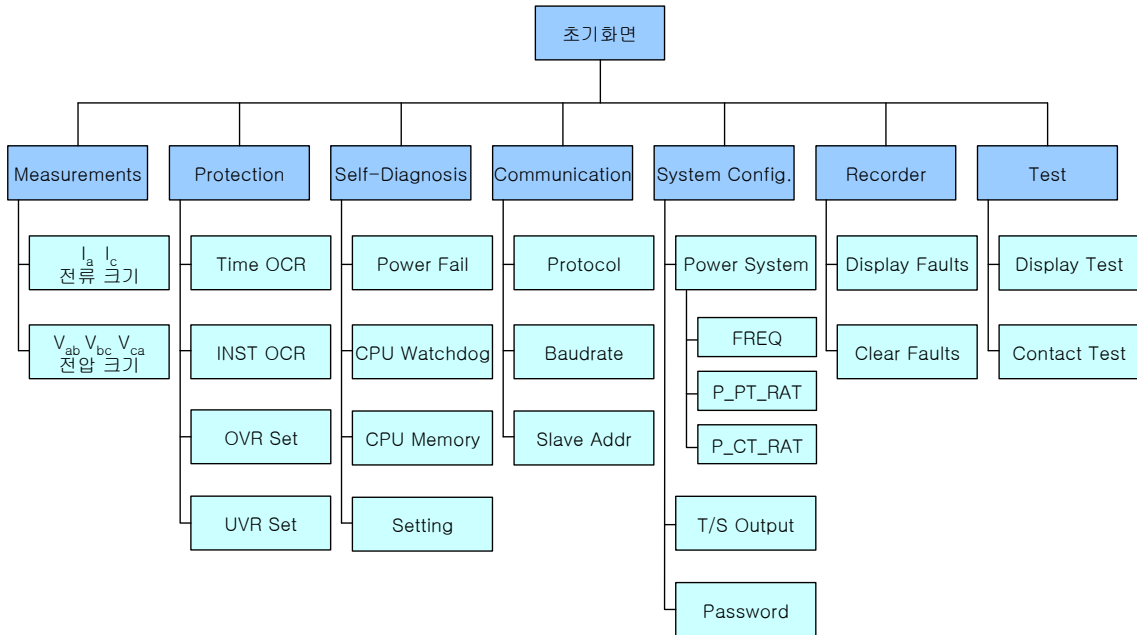 초기화면
Measurements
Protection
Self-Diagnosis
Communication
System Config.
Recorder
Test
Ia Ic
전류 크기
Vab Vbc Vca
전압 크기
Time OCR
INST OCR
OVR Set
UVR Set
Power Fail
CPU Watchdog
CPU Memory
Setting
Protocol
Baudrate
Slave Addr
Power System
FREQ
P_PT_RAT
P_CT_RAT
T/S Output
Password
Display Faults
Clear Faults
Display Test
Contact Test